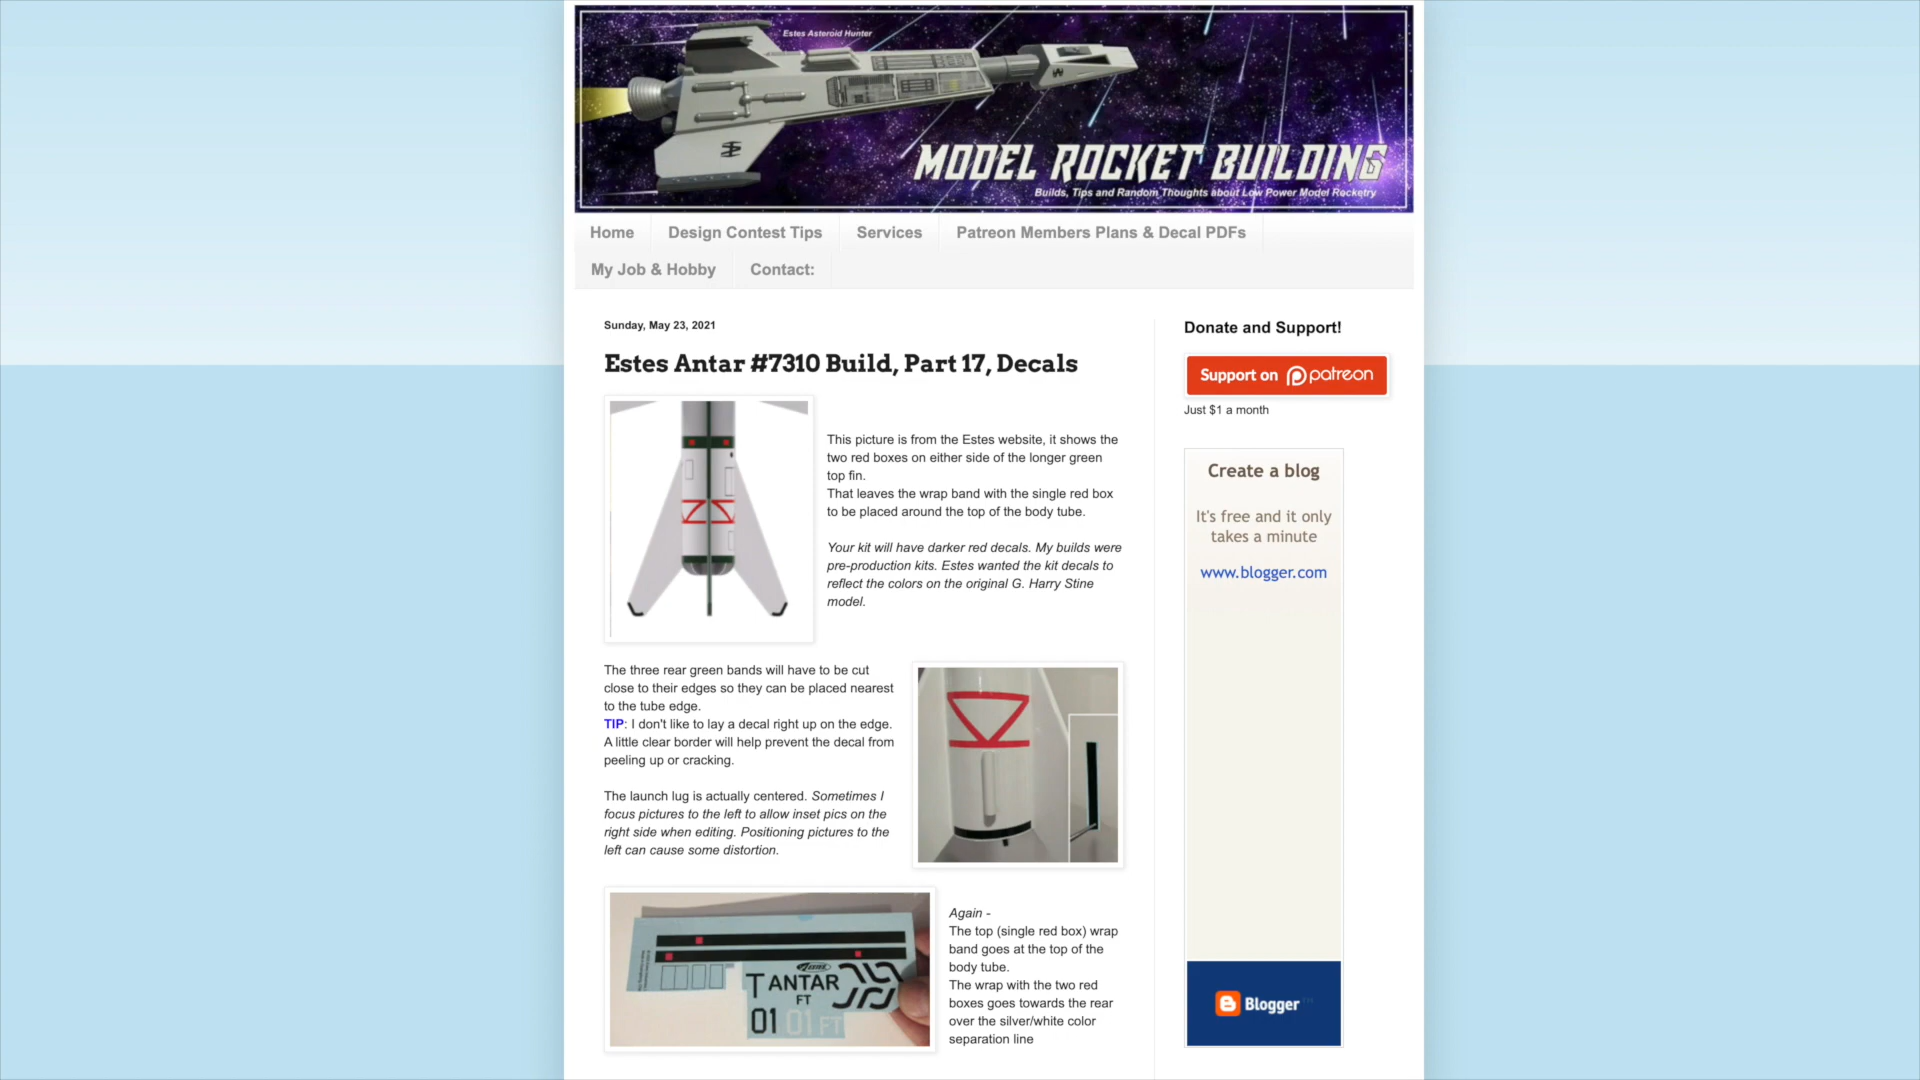 Estes Asteroid Hunter
MODEL ROCKET BUILDING
Builds, Tips and Random Thoughts about Low Power Model Rocketry
Home
Design Contest Tips
Services
Patreon Members Plans & Decal PDFs
My Job & Hobby
Contact:
Sunday, May 23, 2021
Estes Antar #7310 Build, Part 17, Decals
This picture is from the Estes website, it shows the
two red boxes on either side of the longer green
top fin.
That leaves the wrap band with the single red box
to be placed around the top of the body tube.
Your kit will have darker red decals. My builds were
pre-production kits. Estes wanted the kit decals to
reflect the colors on the original G. Harry Stine
model.
The three rear green bands will have to be cut
close to their edges so they can be placed nearest
to the tube edge.
TIP: I don't like to lay a decal right up on the edge.
A little clear border will help prevent the decal from
peeling up or cracking.
The launch lug is actually centered. Sometimes I
focus pictures to the left to allow inset pics on the
right side when editing. Positioning pictures to the
left can cause some distortion.
ESTES
T ANTAR
FT
01 01 FT
Again -
The top (single red box) wrap
band goes at the top of the
body tube.
The wrap with the two red
boxes goes towards the rear
over the silver/white color
separation line
Donate and Support!
Support on patreon
Just $1 a month
Create a blog
It's free and it only
takes a minute
www.blogger.com
Blogger